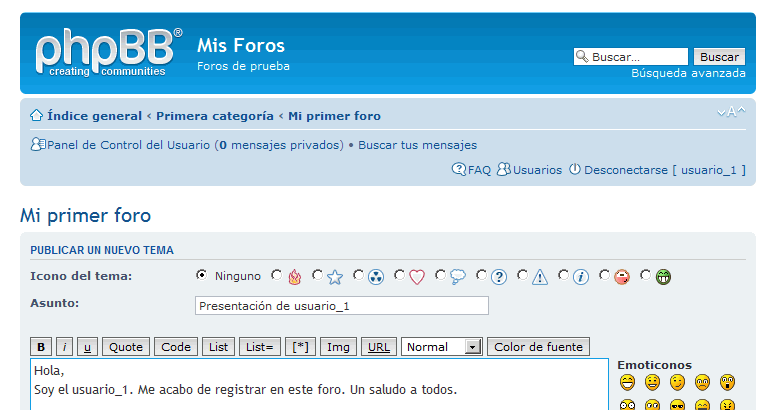 phpBB®
creating communities
Mis Foros
Foros de prueba
Buscar... Buscar
Búsqueda avanzada
Índice general ‹ Primera categoría ‹ Mi primer foro
A
Panel de Control del Usuario (0 mensajes privados) • Buscar tus mensajes
FAQ Usuarios Desconectarse [ usuario_1 ]
Mi primer foro
PUBLICAR UN NUEVO TEMA
Icono del tema: Ninguno
Asunto: Presentación de usuario_1
B i u Quote Code List List= [*] Img URL Normal Color de fuente
Hola,
Soy el usuario_1. Me acabo de registrar en este foro. Un saludo a todos.
Emoticonos